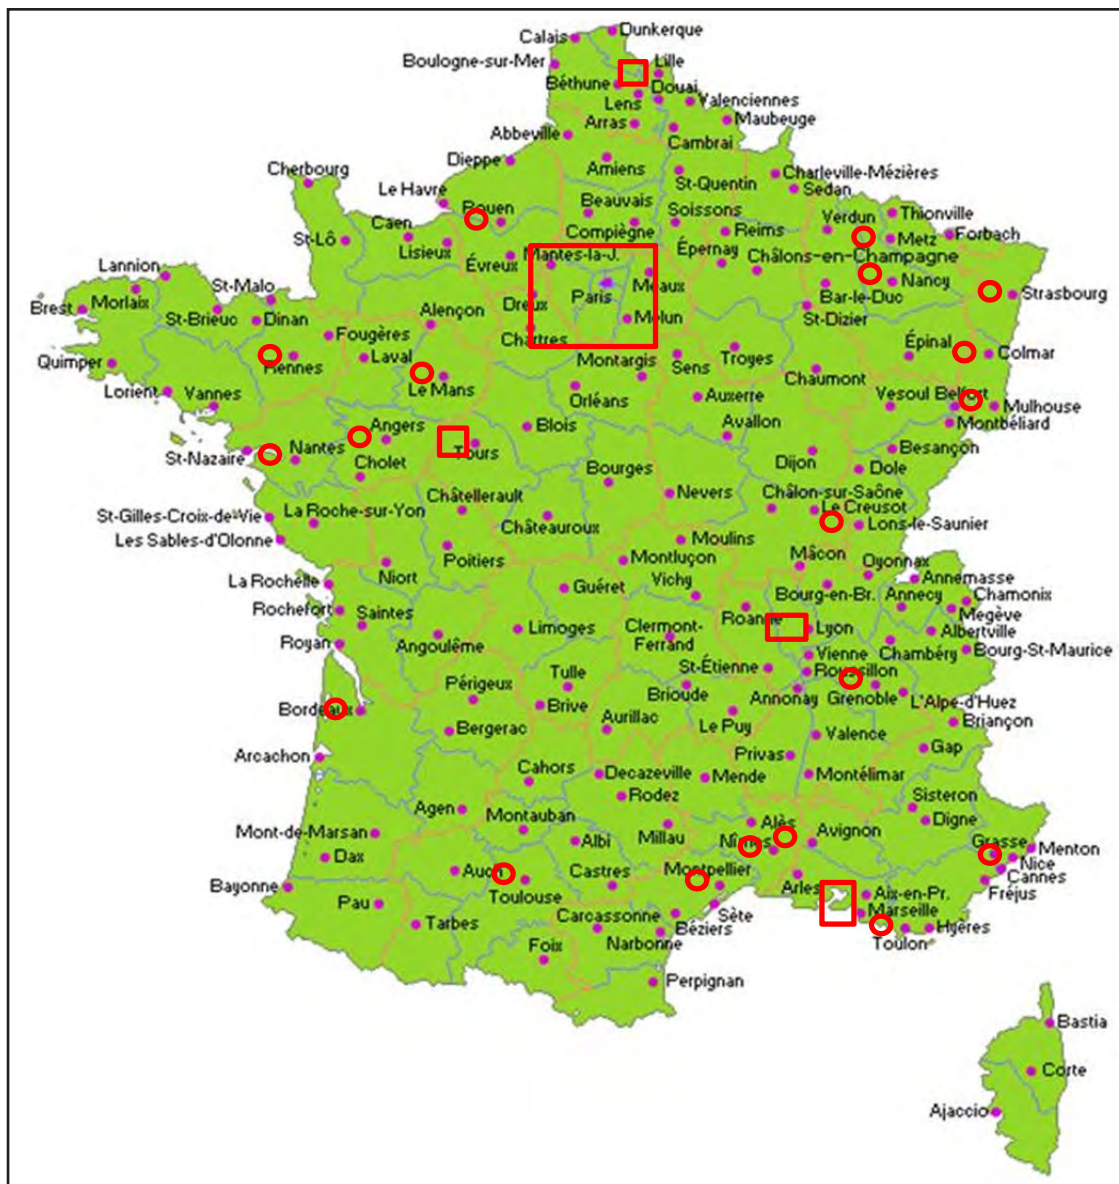 Dunkerque
Calais
Boulogne-sur-Mer
Lille
Béthune
Douai
Lens
Valenciennes
Arras
Maubeuge
Abbeville
Cambrai
Dieppe
Amiens
Cherbourg
St-Quentin
Charleville-Mézières
Sedan
Le Havre
Rouen
Beauvais
Soissons
Verdun
Thionville
Caen
Compiègne
Reims
Forbach
St-Lô
Metz
Lisieux
Mantes-la-J.
Épernay
Châlons-en-Champagne
Évreux
Lannion
Meaux
Nancy
St-Malo
Dreux
Paris
Bar-le-Duc
Strasbourg
Morlaix
Brest
St-Brieuc
Dinan
Alençon
Melun
St-Dizier
Fougères
Chartres
Épinal
Colmar
Quimper
Rennes
Laval
Montargis
Sens
Troyes
Chaumont
Lorient
Vannes
Le Mans
Orléans
Auxerre
Vesoul
Belfort
Mulhouse
Angers
Blois
Avallon
Montbéliard
Nantes
Tours
St-Nazaire
Cholet
Besançon
Bourges
Dijon
Dole
Châtellerault
Nevers
Châlon-sur-Saône
St-Gilles-Croix-de-Vie
La Roche-sur-Yon
Châteauroux
Le Creusot
Lons-le-Saunier
Les Sables-d'Olonne
Moulins
Poitiers
Montluçon
Mâcon
Oyonnax
Niort
La Rochelle
Guéret
Vichy
Bourg-en-Br.
Annemasse
Annecy
Chamonix
Rochefort
Saintes
Roanne
Megève
Limoges
Clermont-
Ferrand
Lyon
Albertville
Royan
Angoulême
Vienne
Chambéry
Bourg-St-Maurice
Tulle
St-Étienne
Roussillon
Périgeux
Brioude
Annonay
Grenoble
L'Alpe-d'Huez
Bordeaux
Brive
Aurillac
Le Puy
Briançon
Bergerac
Valence
Arcachon
Privas
Gap
Cahors
Decazeville
Mende
Montélimar
Rodez
Sisteron
Agen
Montauban
Alès
Digne
Mont-de-Marsan
Albi
Millau
Nîmes
Avignon
Grasse
Menton
Dax
Nice
Auch
Montpellier
Cannes
Bayonne
Toulouse
Castres
Arles
Aix-en-Pr.
Fréjus
Pau
Sète
Marseille
Tarbes
Carcassonne
Béziers
Hyères
Foix
Narbonne
Toulon
Perpignan
Bastia
Corte
Ajaccio